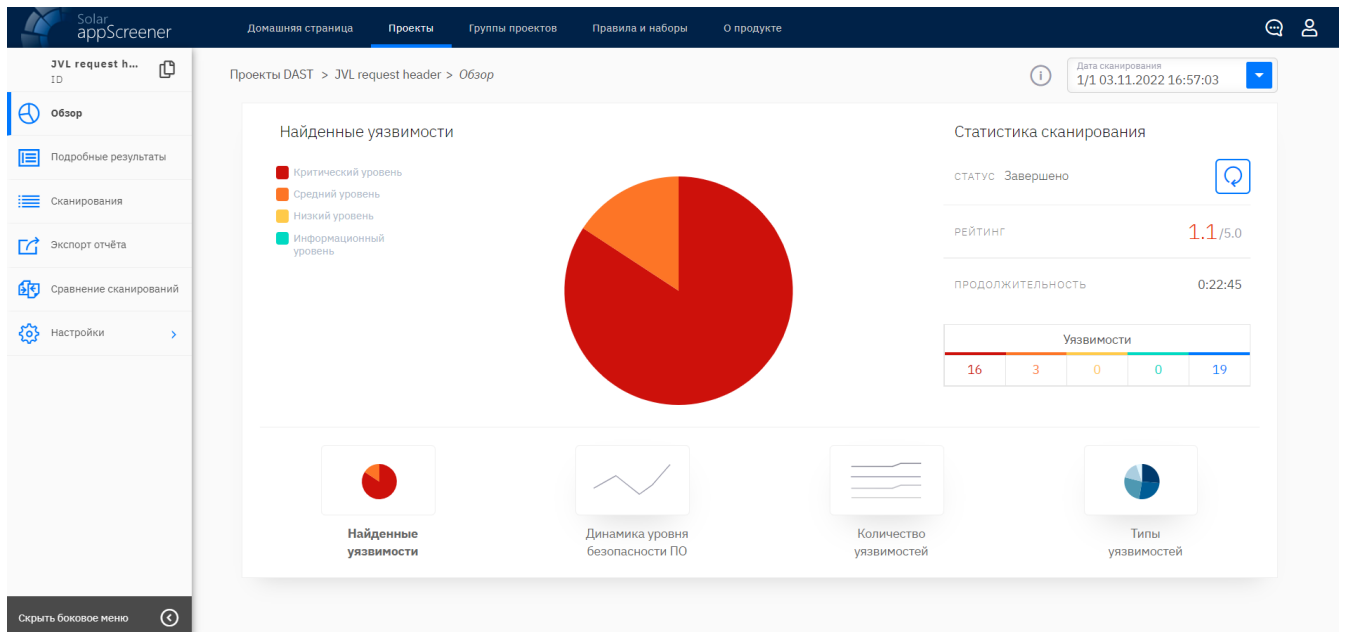 Solar
appScreener
Домашняя страница
Проекты
Группы проектов
Правила и наборы
О продукте
JVL request h...
ID
Обзор
Подробные результаты
Сканирования
Экспорт отчёта
Сравнение сканирований
Настройки
Скрыть боковое меню
Проекты DAST > JVL request header > Обзор
Дата сканирования
1/1 03.11.2022 16:57:03
Найденные уязвимости
Критический уровень
Средний уровень
Низкий уровень
Информационный
уровень
Статистика сканирования
СТАТУС Завершено
РЕЙТИНГ 1.1/5.0
ПРОДОЛЖИТЕЛЬНОСТЬ 0:22:45
Уязвимости
16 3 0 0 19
Найденные
уязвимости
Динамика уровня
безопасности ПО
Количество
уязвимостей
Типы
уязвимостей